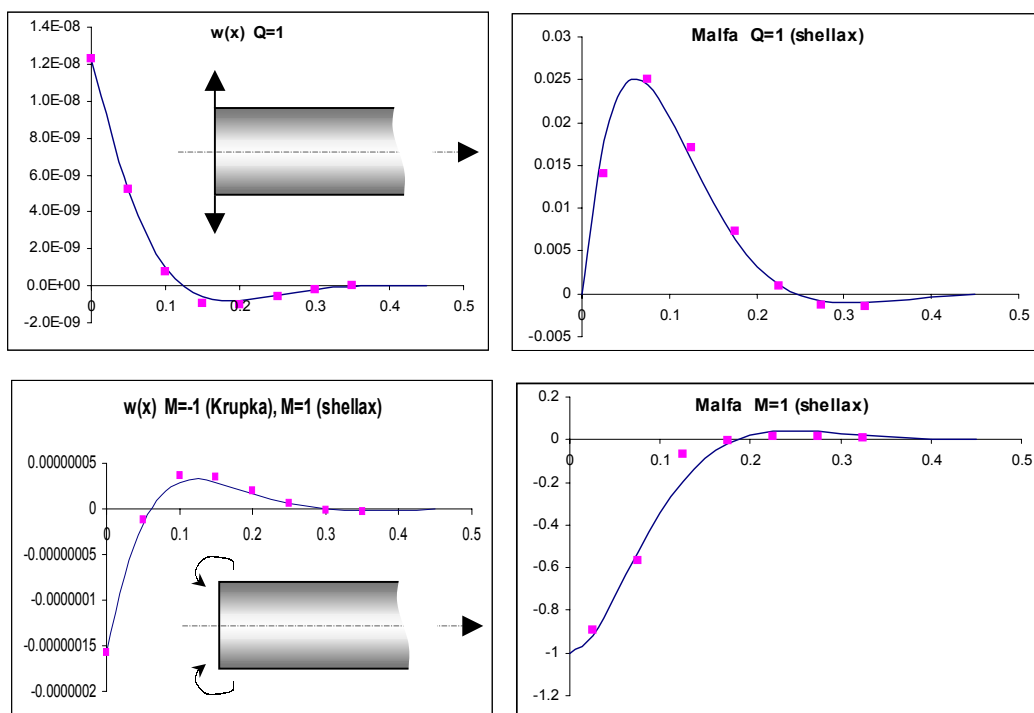 w(x) Q=1
1.4E-08
1.2E-08
1.0E-08
8.0E-09
6.0E-09
4.0E-09
2.0E-09
0.0E+00
-2.0E-09
0 0.1 0.2 0.3 0.4 0.5
Malfa Q=1 (shellax)
0.03
0.025
0.02
0.015
0.01
0.005
0
-0.005
0 0.1 0.2 0.3 0.4 0.5
w(x) M=-1 (Krupka), M=1 (shellax)
0.00000005
0
-0.00000005
-0.0000001
-0.00000015
-0.0000002
0 0.1 0.2 0.3 0.4 0.5
Malfa M=1 (shellax)
0.2
0
-0.2
-0.4
-0.6
-0.8
-1
-1.2
0 0.1 0.2 0.3 0.4 0.5